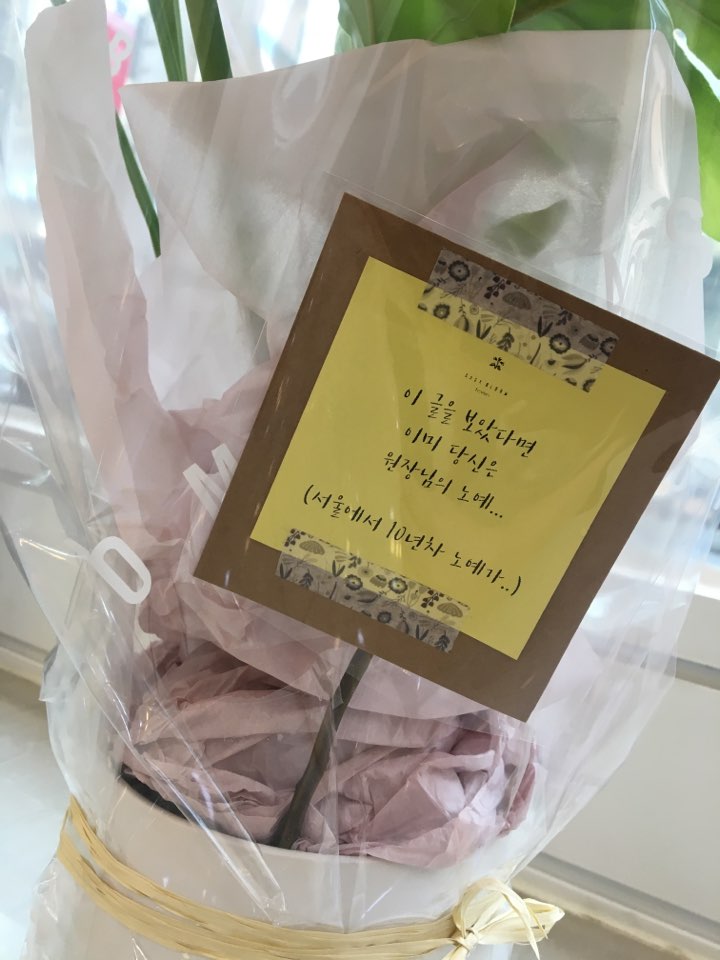 이 글을 보았다면
이미 당신은
원장님의 노예...
(서울에서 10년차 노예가..)
M
O